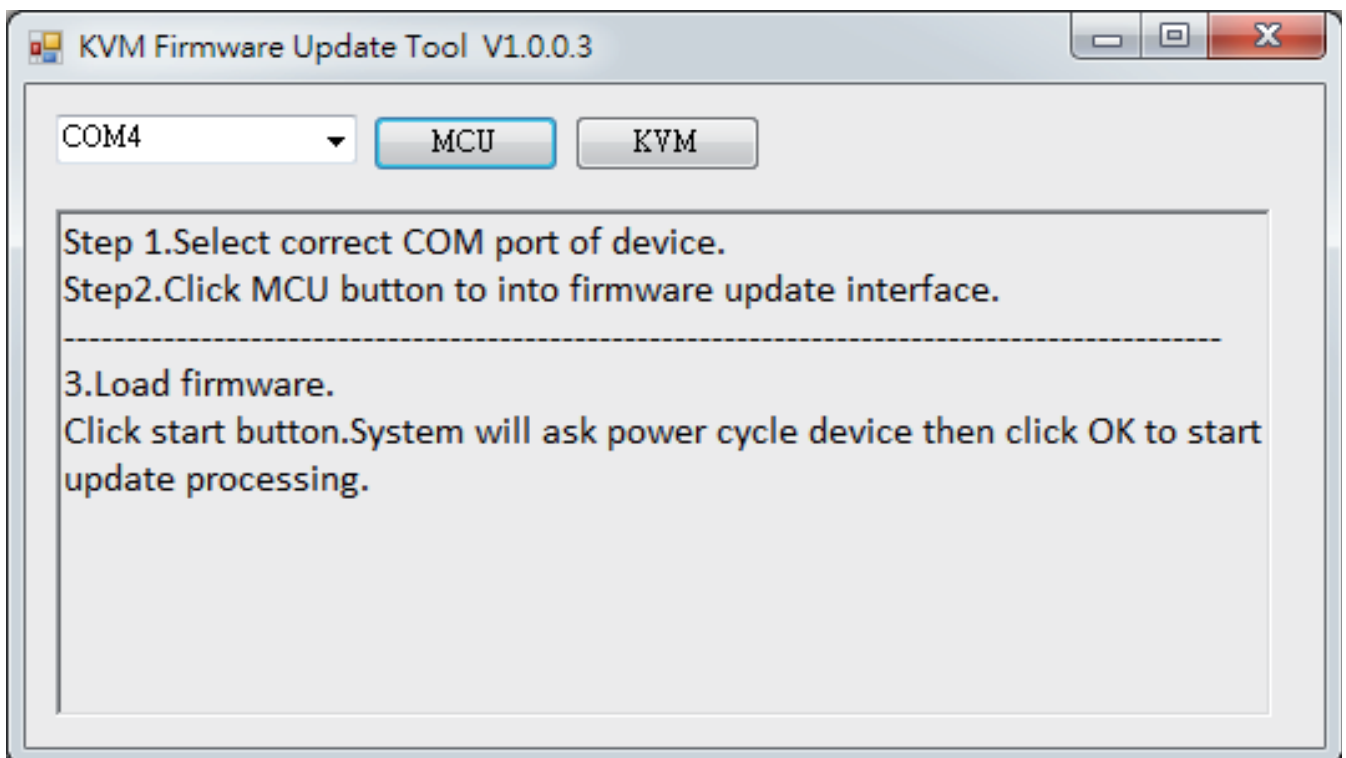 KVM Firmware Update Tool V1.0.0.3
COM4 MCU KVM
Step 1.Select correct COM port of device.
Step2.Click MCU button to into firmware update interface.
--------------------------------------------------------------------------------------------
3.Load firmware.
Click start button.System will ask power cycle device then click OK to start
update processing.